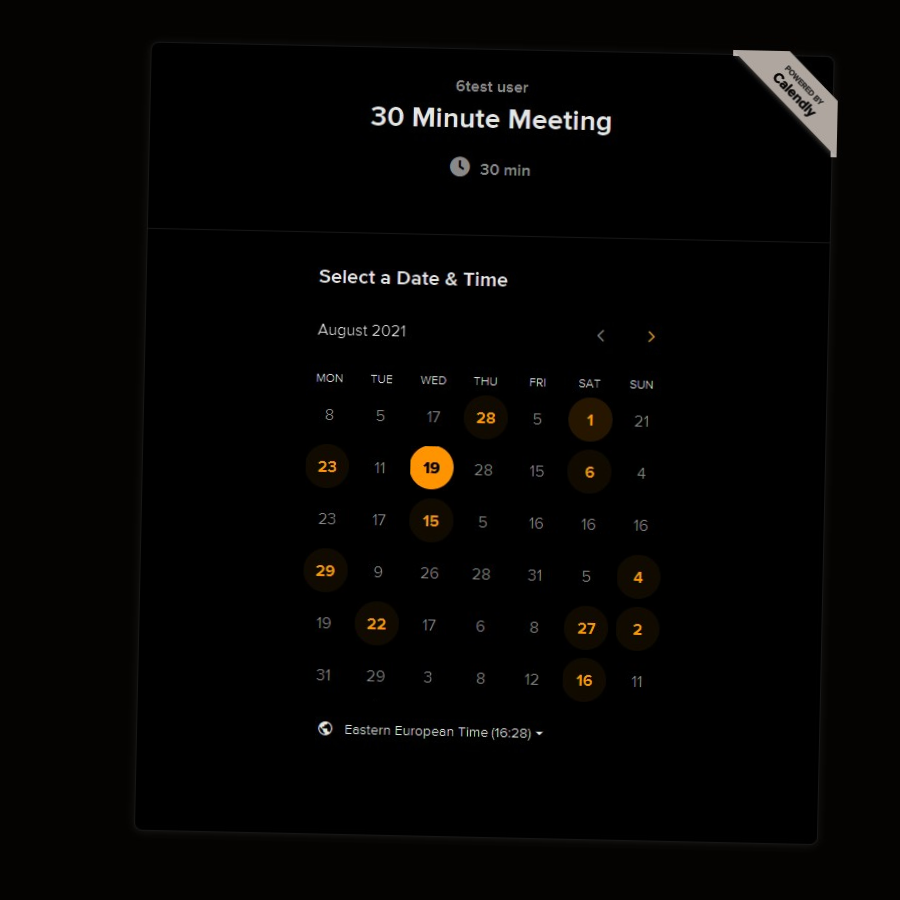 6test user
30 Minute Meeting
30 min
POWERED BY
Calendly
Select a Date & Time
August 2021
MON TUE WED THU FRI SAT SUN
8 5 17 28 5 1 21
23 11 19 28 15 6 4
23 17 15 5 16 16 16
29 9 26 28 31 5 4
19 22 17 6 8 27 2
31 29 3 8 12 16 11
Eastern European Time (16:28)